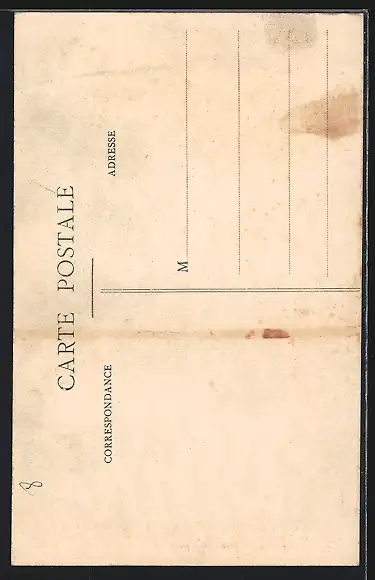 CARTE POSTALE
CORRESPONDANCE
ADRESSE
M
8